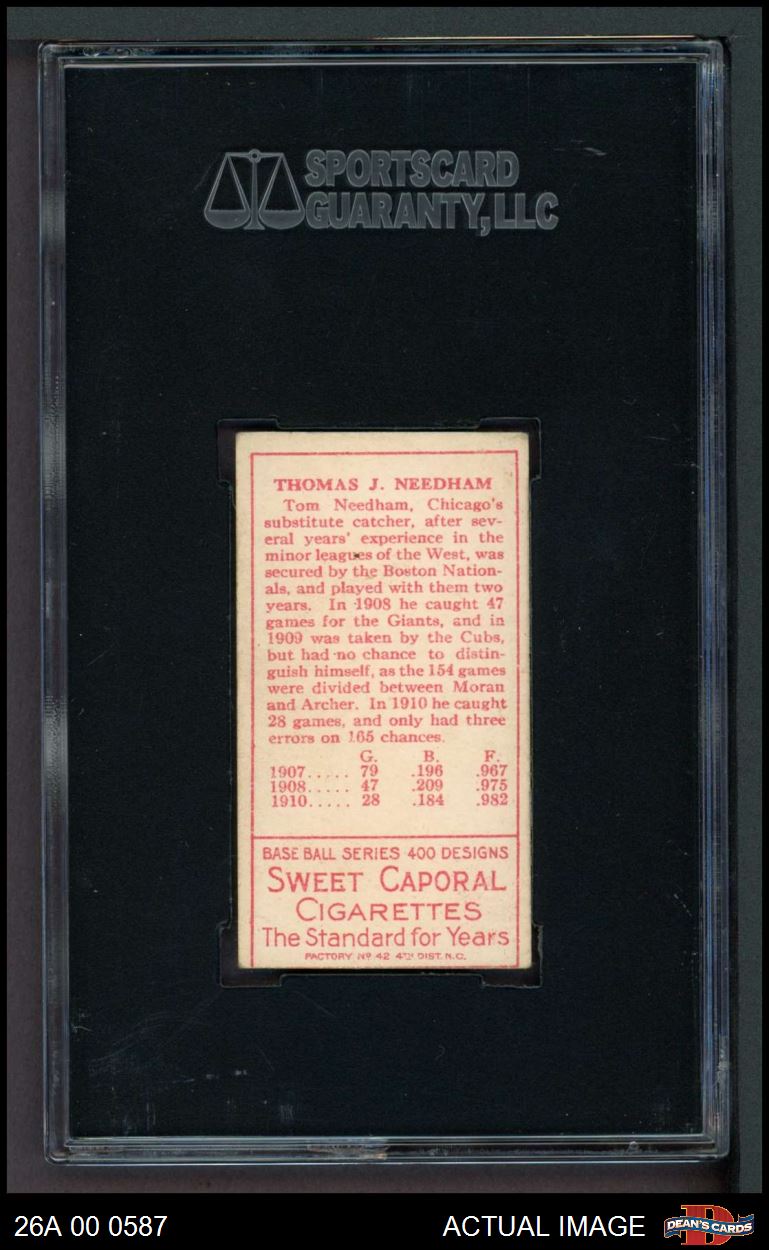 SPORTSCARD
GUARANTY, LLC
THOMAS J. NEEDHAM
Tom Needham, Chicago's
substitute catcher, after sev-
eral years' experience in the
minor leagues of the West, was
secured by the Boston Nation-
als, and played with them two
years. In 1908 he caught 47
games for the Giants, and in
1909 was taken by the Cubs,
but had no chance to distin-
guish himself, as the 154 games
were divided between Moran
and Archer. In 1910 he caught
28 games, and only had three
errors on 165 chances.
G. B. F.
1907..... 79 .196 .967
1908..... 47 .209 .975
1910..... 28 .184 .982
BASE BALL SERIES 400 DESIGNS
SWEET CAPORAL
CIGARETTES
The Standard for Years
FACTORY Nº 42 4TH DIST. N.C.
26A 00 0587 ACTUAL IMAGE DEAN'S CARDS